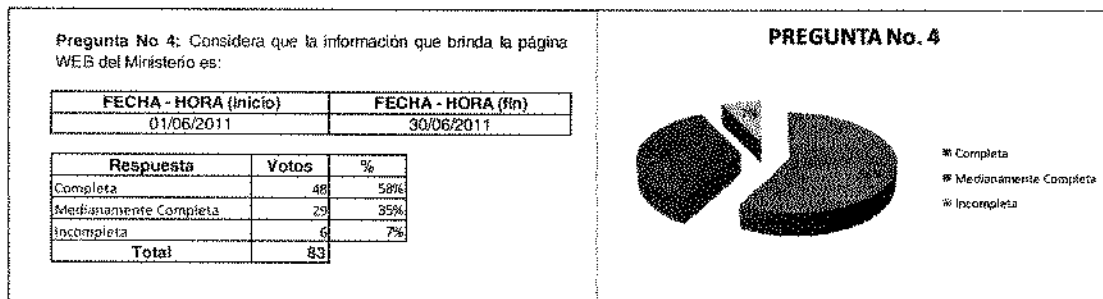 Pregunta No 4: Considera que la información que brinda la página
WEB del Ministerio es:
FECHA - HORA (Inicio) FECHA - HORA (fin)
01/06/2011 30/06/2011
Respuesta Votos %
Completa 48 58%
Medianamente Completa 29 35%
Incompleta 6 7%
Total 83
PREGUNTA No. 4
7%
Completa
Medianamente Completa
Incompleta